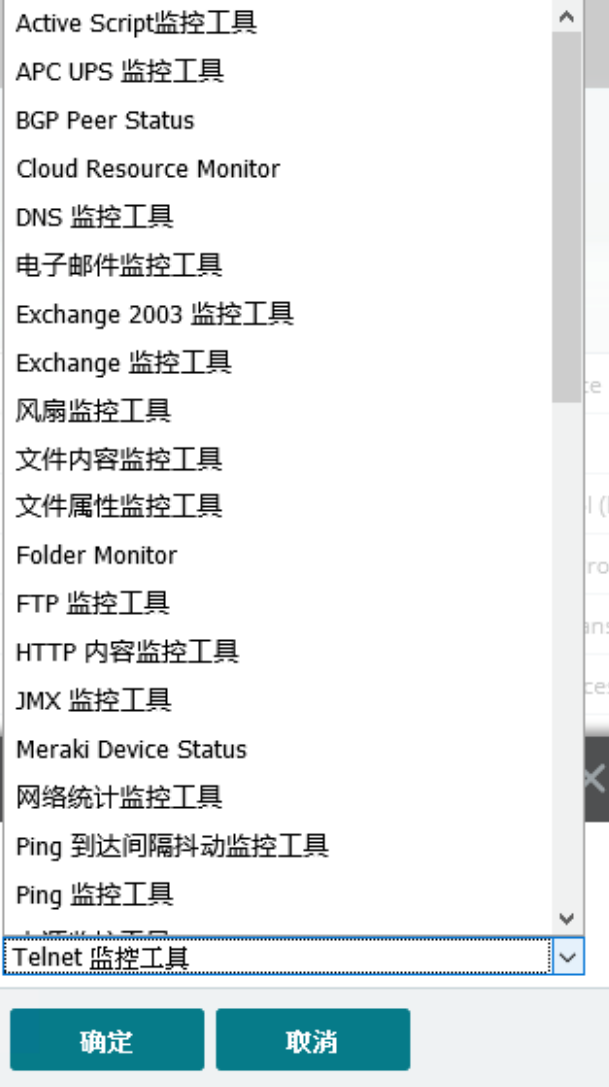 Active Script监控工具
APC UPS 监控工具
BGP Peer Status
Cloud Resource Monitor
DNS 监控工具
电子邮件监控工具
Exchange 2003 监控工具
Exchange 监控工具
风扇监控工具
文件内容监控工具
文件属性监控工具
Folder Monitor
FTP 监控工具
HTTP 内容监控工具
JMX 监控工具
Meraki Device Status
网络统计监控工具
Ping 到达间隔抖动监控工具
Ping 监控工具
Telnet 监控工具
确定 取消